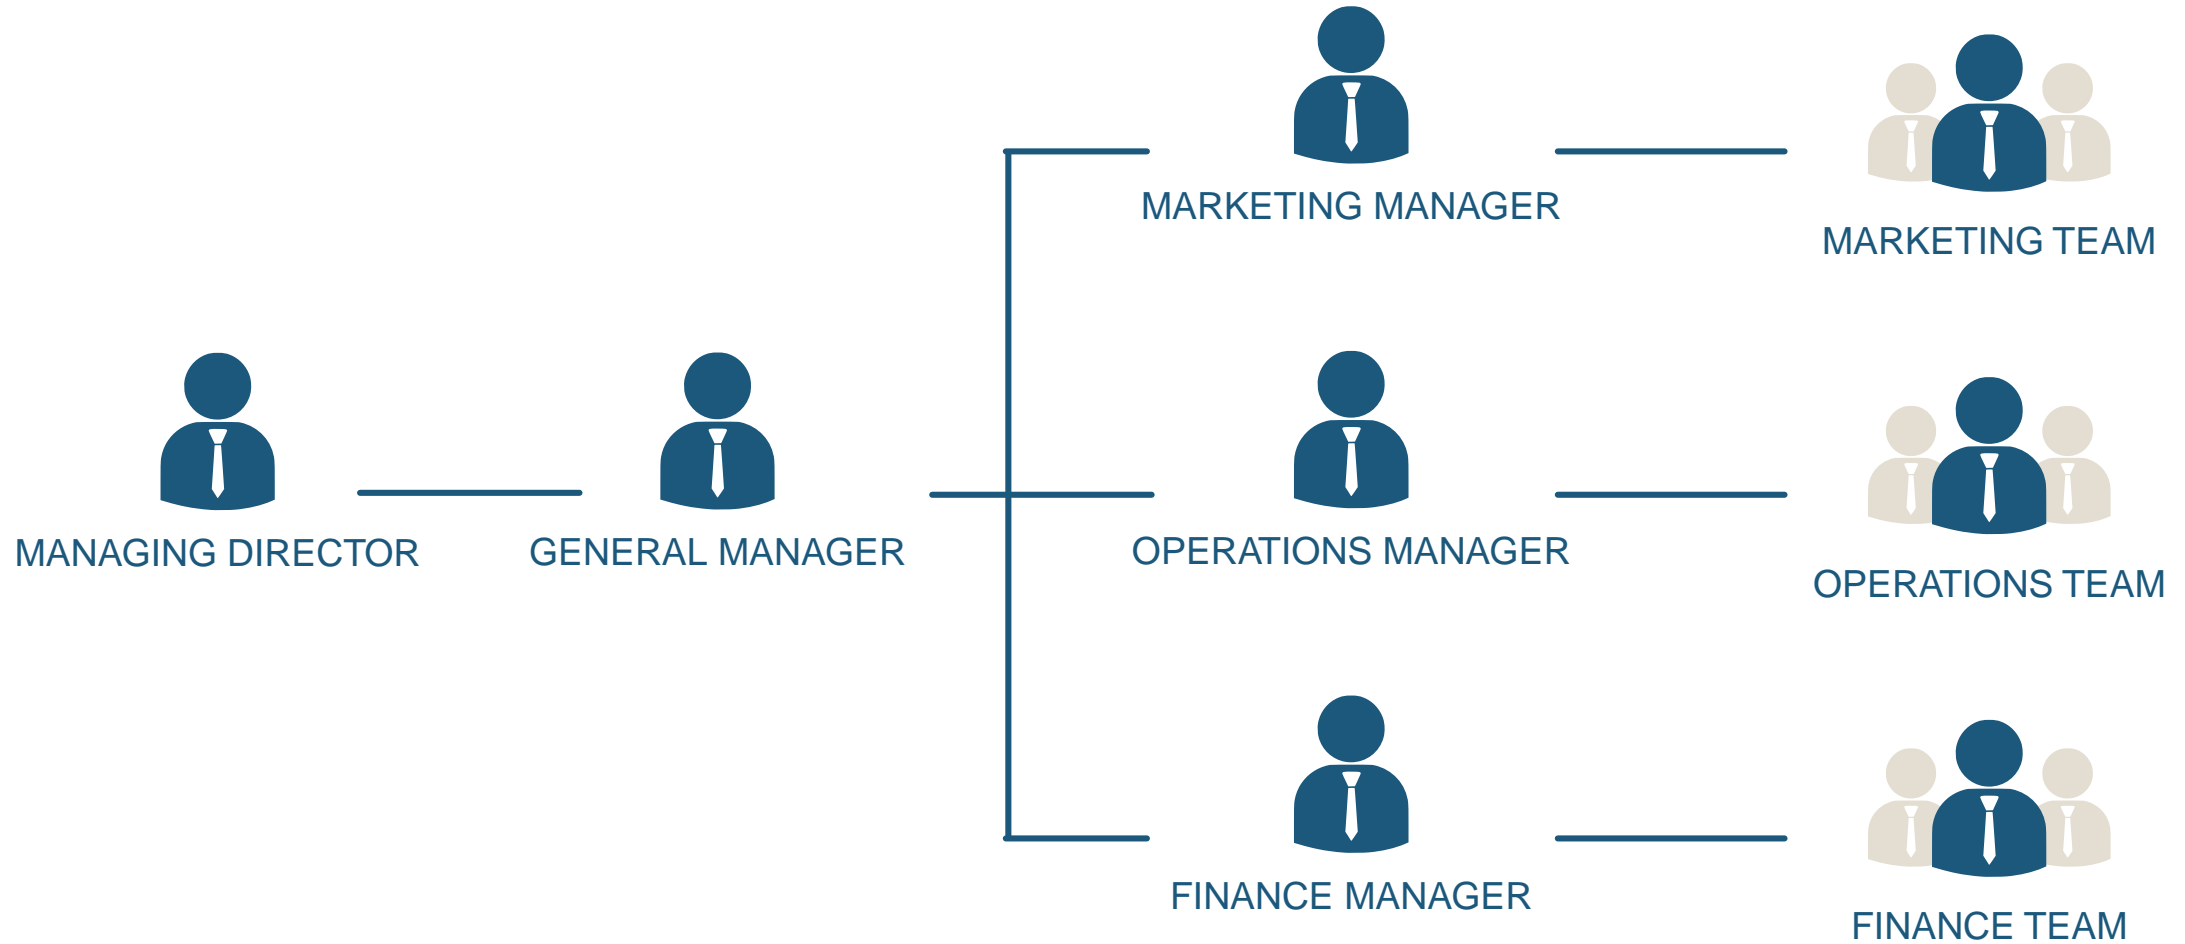 MARKETING MANAGER
MARKETING TEAM
MANAGING DIRECTOR
GENERAL MANAGER
OPERATIONS MANAGER
OPERATIONS TEAM
FINANCE MANAGER
FINANCE TEAM